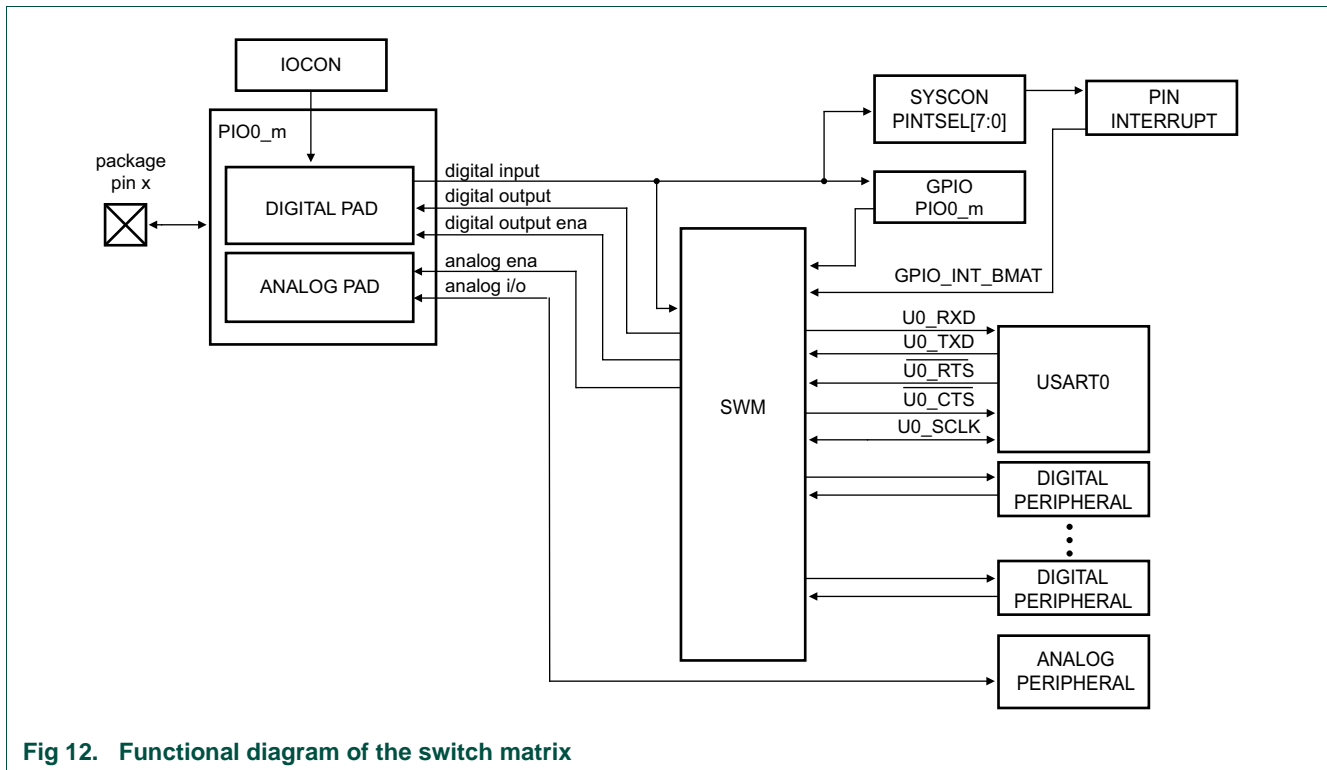 IOCON
PIO0_m
package
pin x
DIGITAL PAD
ANALOG PAD
digital input
digital output
digital output ena
analog ena
analog i/o
SYSCON
PINTSEL[7:0]
PIN
INTERRUPT
GPIO
PIO0_m
GPIO_INT_BMAT
SWM
U0_RXD
U0_TXD
U0_RTS
U0_CTS
U0_SCLK
USART0
DIGITAL
PERIPHERAL
DIGITAL
PERIPHERAL
ANALOG
PERIPHERAL
Fig 12. Functional diagram of the switch matrix